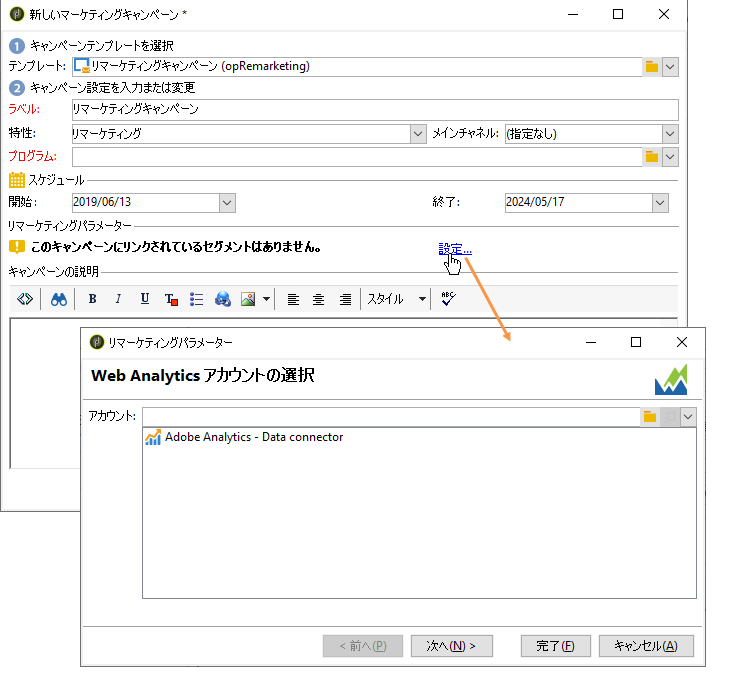 新しいマーケティングキャンペーン *
1 キャンペーンテンプレートを選択
テンプレート: リマーケティングキャンペーン (opRemarketing)
2 キャンペーン設定を入力または変更
ラベル: リマーケティングキャンペーン
特性: リマーケティング メインチャネル: (指定なし)
プログラム:
スケジュール
開始: 2019/06/13 終了: 2024/05/17
リマーケティングパラメーター
このキャンペーンにリンクされているセグメントはありません。 設定...
キャンペーンの説明
B I U T スタイル ABC
リマーケティングパラメーター
Web Analytics アカウントの選択
アカウント:
Adobe Analytics - Data connector
< 前へ(P) 次へ(N) > 完了(F) キャンセル(A)